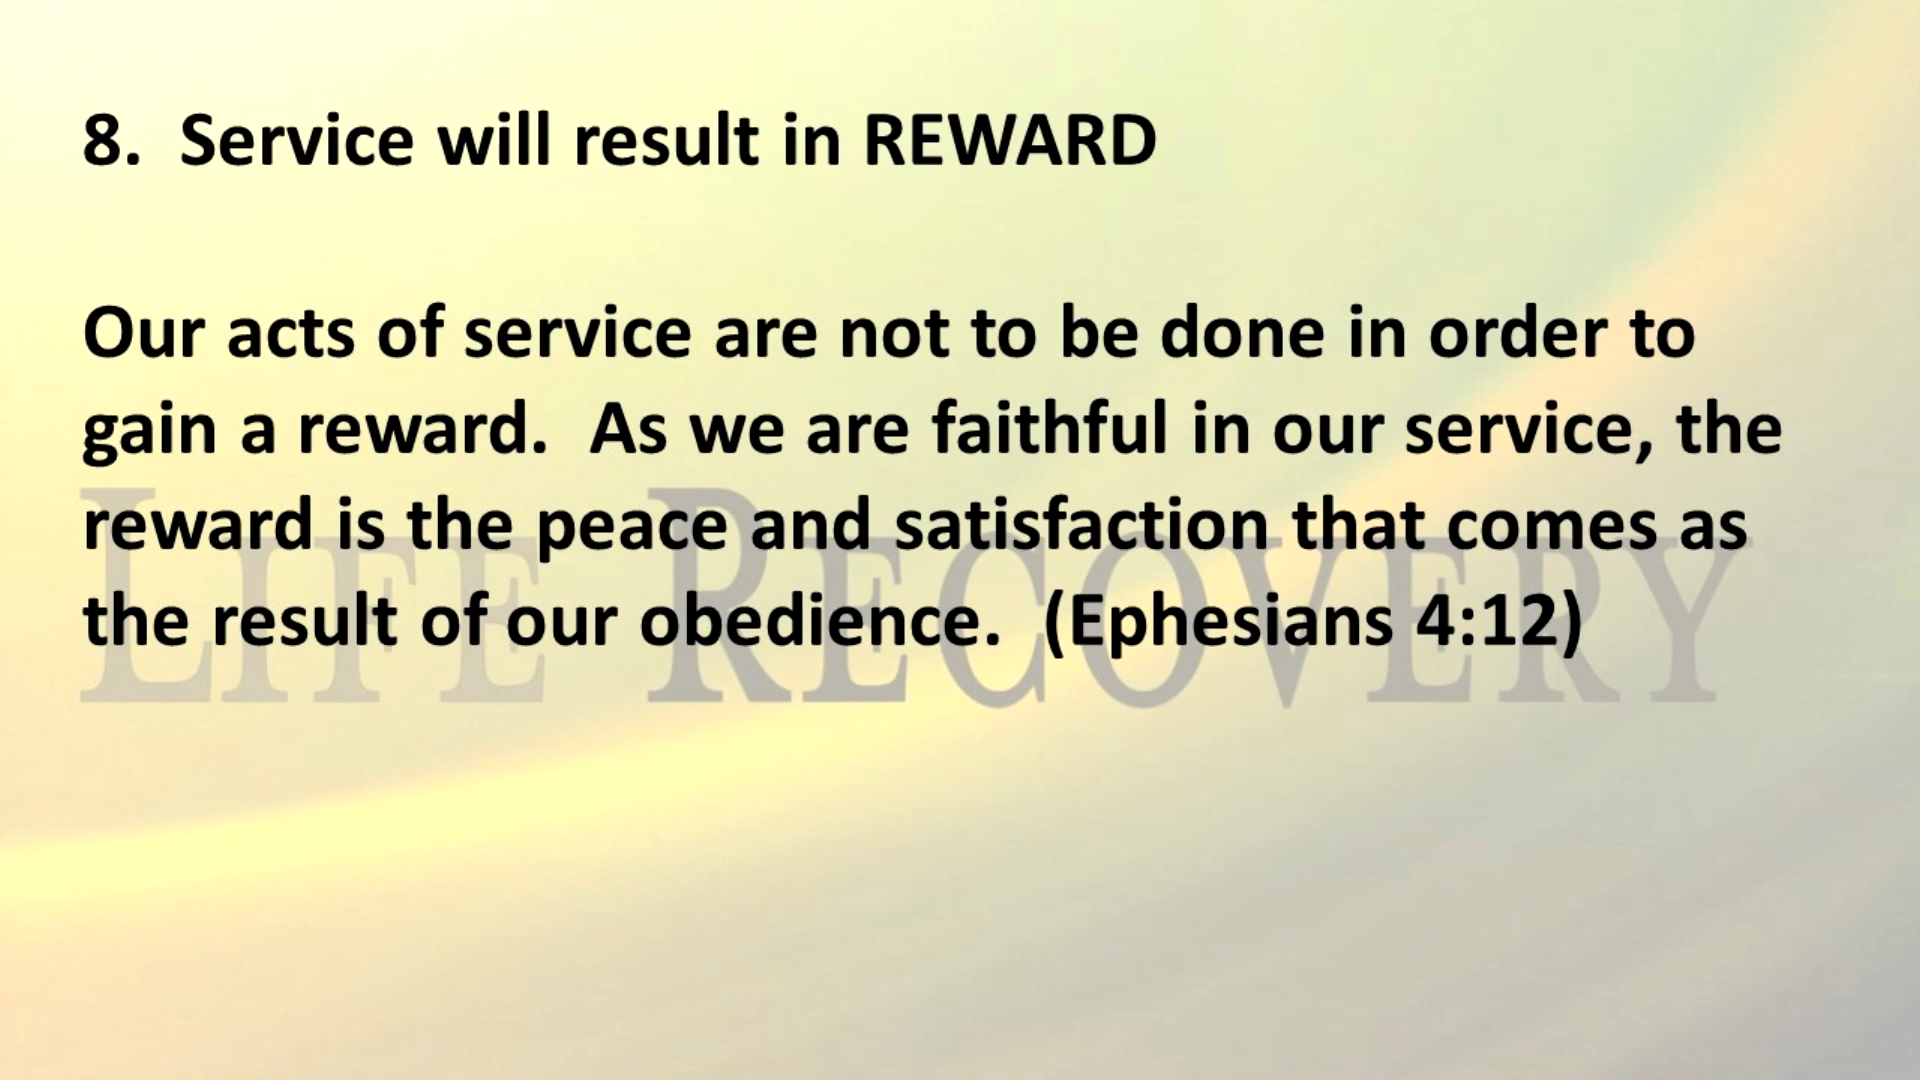 8.  Service will result in REWARD
Our acts of service are not to be done in order to
gain a reward.  As we are faithful in our service, the
reward is the peace and satisfaction that comes as
the result of our obedience.  (Ephesians 4:12)
LIFE RECOVERY